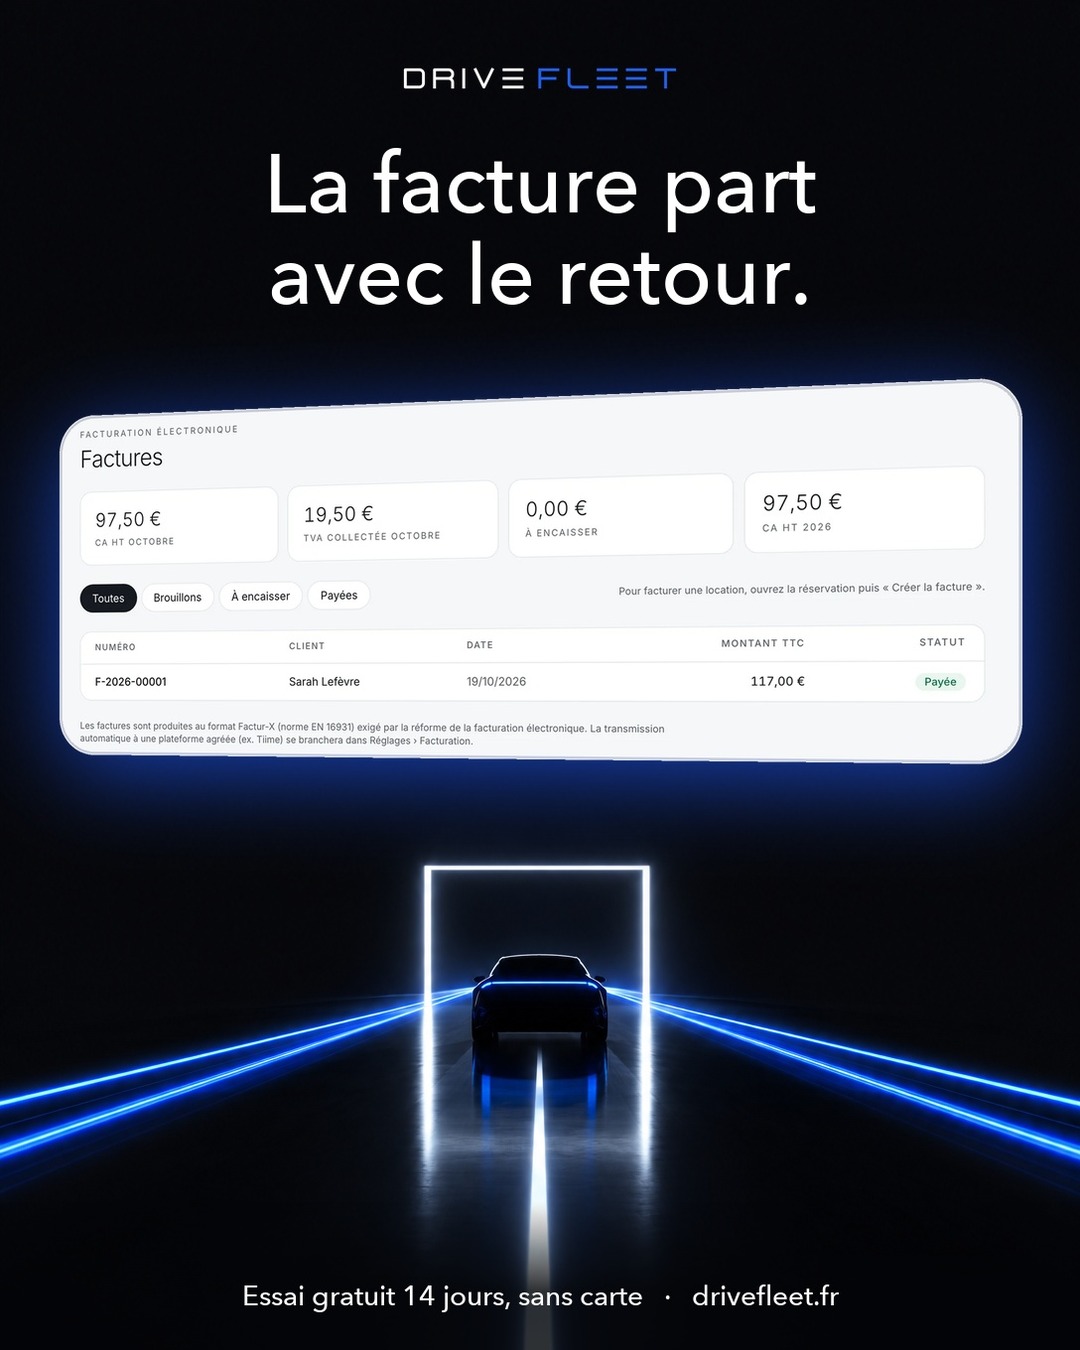 DRIVE FLEET
La facture part
avec le retour.
FACTURATION ÉLECTRONIQUE
Factures
97,50 €
CA HT OCTOBRE
19,50 €
TVA COLLECTÉE OCTOBRE
0,00 €
À ENCAISSER
97,50 €
CA HT 2026
Toutes Brouillons À encaisser Payées
Pour facturer une location, ouvrez la réservation puis « Créer la facture ».
NUMÉRO CLIENT DATE MONTANT TTC STATUT
F-2026-00001 Sarah Lefèvre 19/10/2026 117,00 € Payée
Les factures sont produites au format Factur-X (norme EN 16931) exigé par la réforme de la facturation électronique. La transmission
automatique à une plateforme agréée (ex. Tiime) se branchera dans Réglages › Facturation.
Essai gratuit 14 jours, sans carte · drivefleet.fr